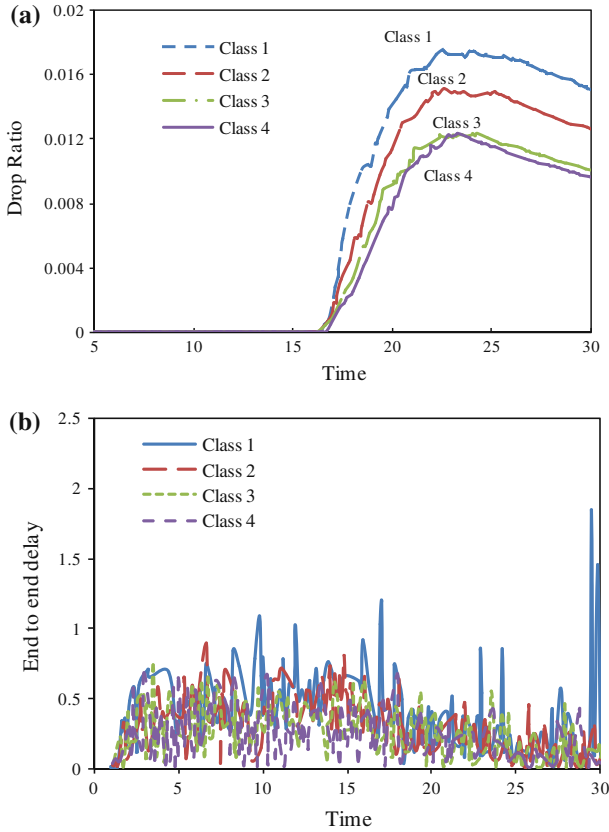 (a)
0.02
0.016
0.012
0.008
0.004
0
Drop Ratio
Class 1
Class 2
Class 3
Class 4
Class 1
Class 2
Class 3
Class 4
5 10 15 20 25 30
Time
(b)
2.5
2
1.5
1
0.5
0
End to end delay
Class 1
Class 2
Class 3
Class 4
0 5 10 15 20 25 30
Time